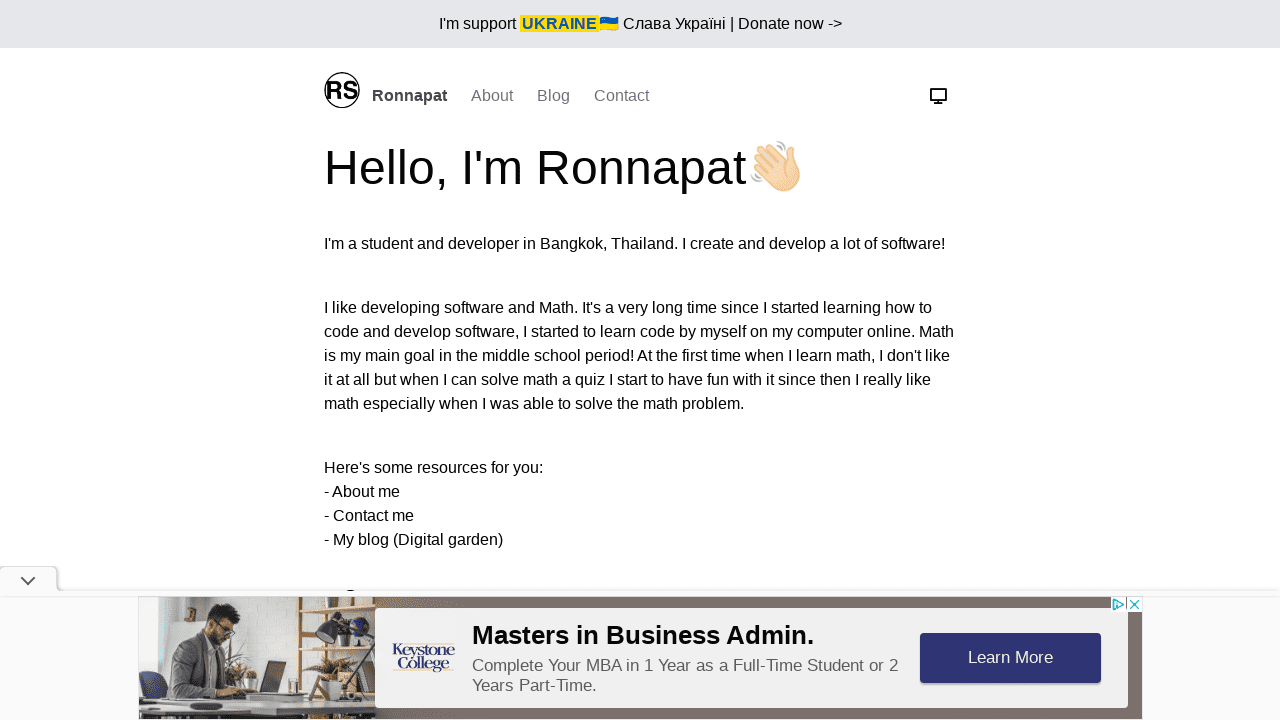 I'm support UKRAINE🇺🇦 Слава Україні | Donate now ->
RS Ronnapat About Blog Contact
Hello, I'm Ronnapat👋🏻
I'm a student and developer in Bangkok, Thailand. I create and develop a lot of software!
I like developing software and Math. It's a very long time since I started learning how to
code and develop software, I started to learn code by myself on my computer online. Math
is my main goal in the middle school period! At the first time when I learn math, I don't like
it at all but when I can solve math a quiz I start to have fun with it since then I really like
math especially when I was able to solve the math problem.
Here's some resources for you:
- About me
- Contact me
- My blog (Digital garden)
Keystone
College
Masters in Business Admin.
Complete Your MBA in 1 Year as a Full-Time Student or 2
Years Part-Time.
Learn More